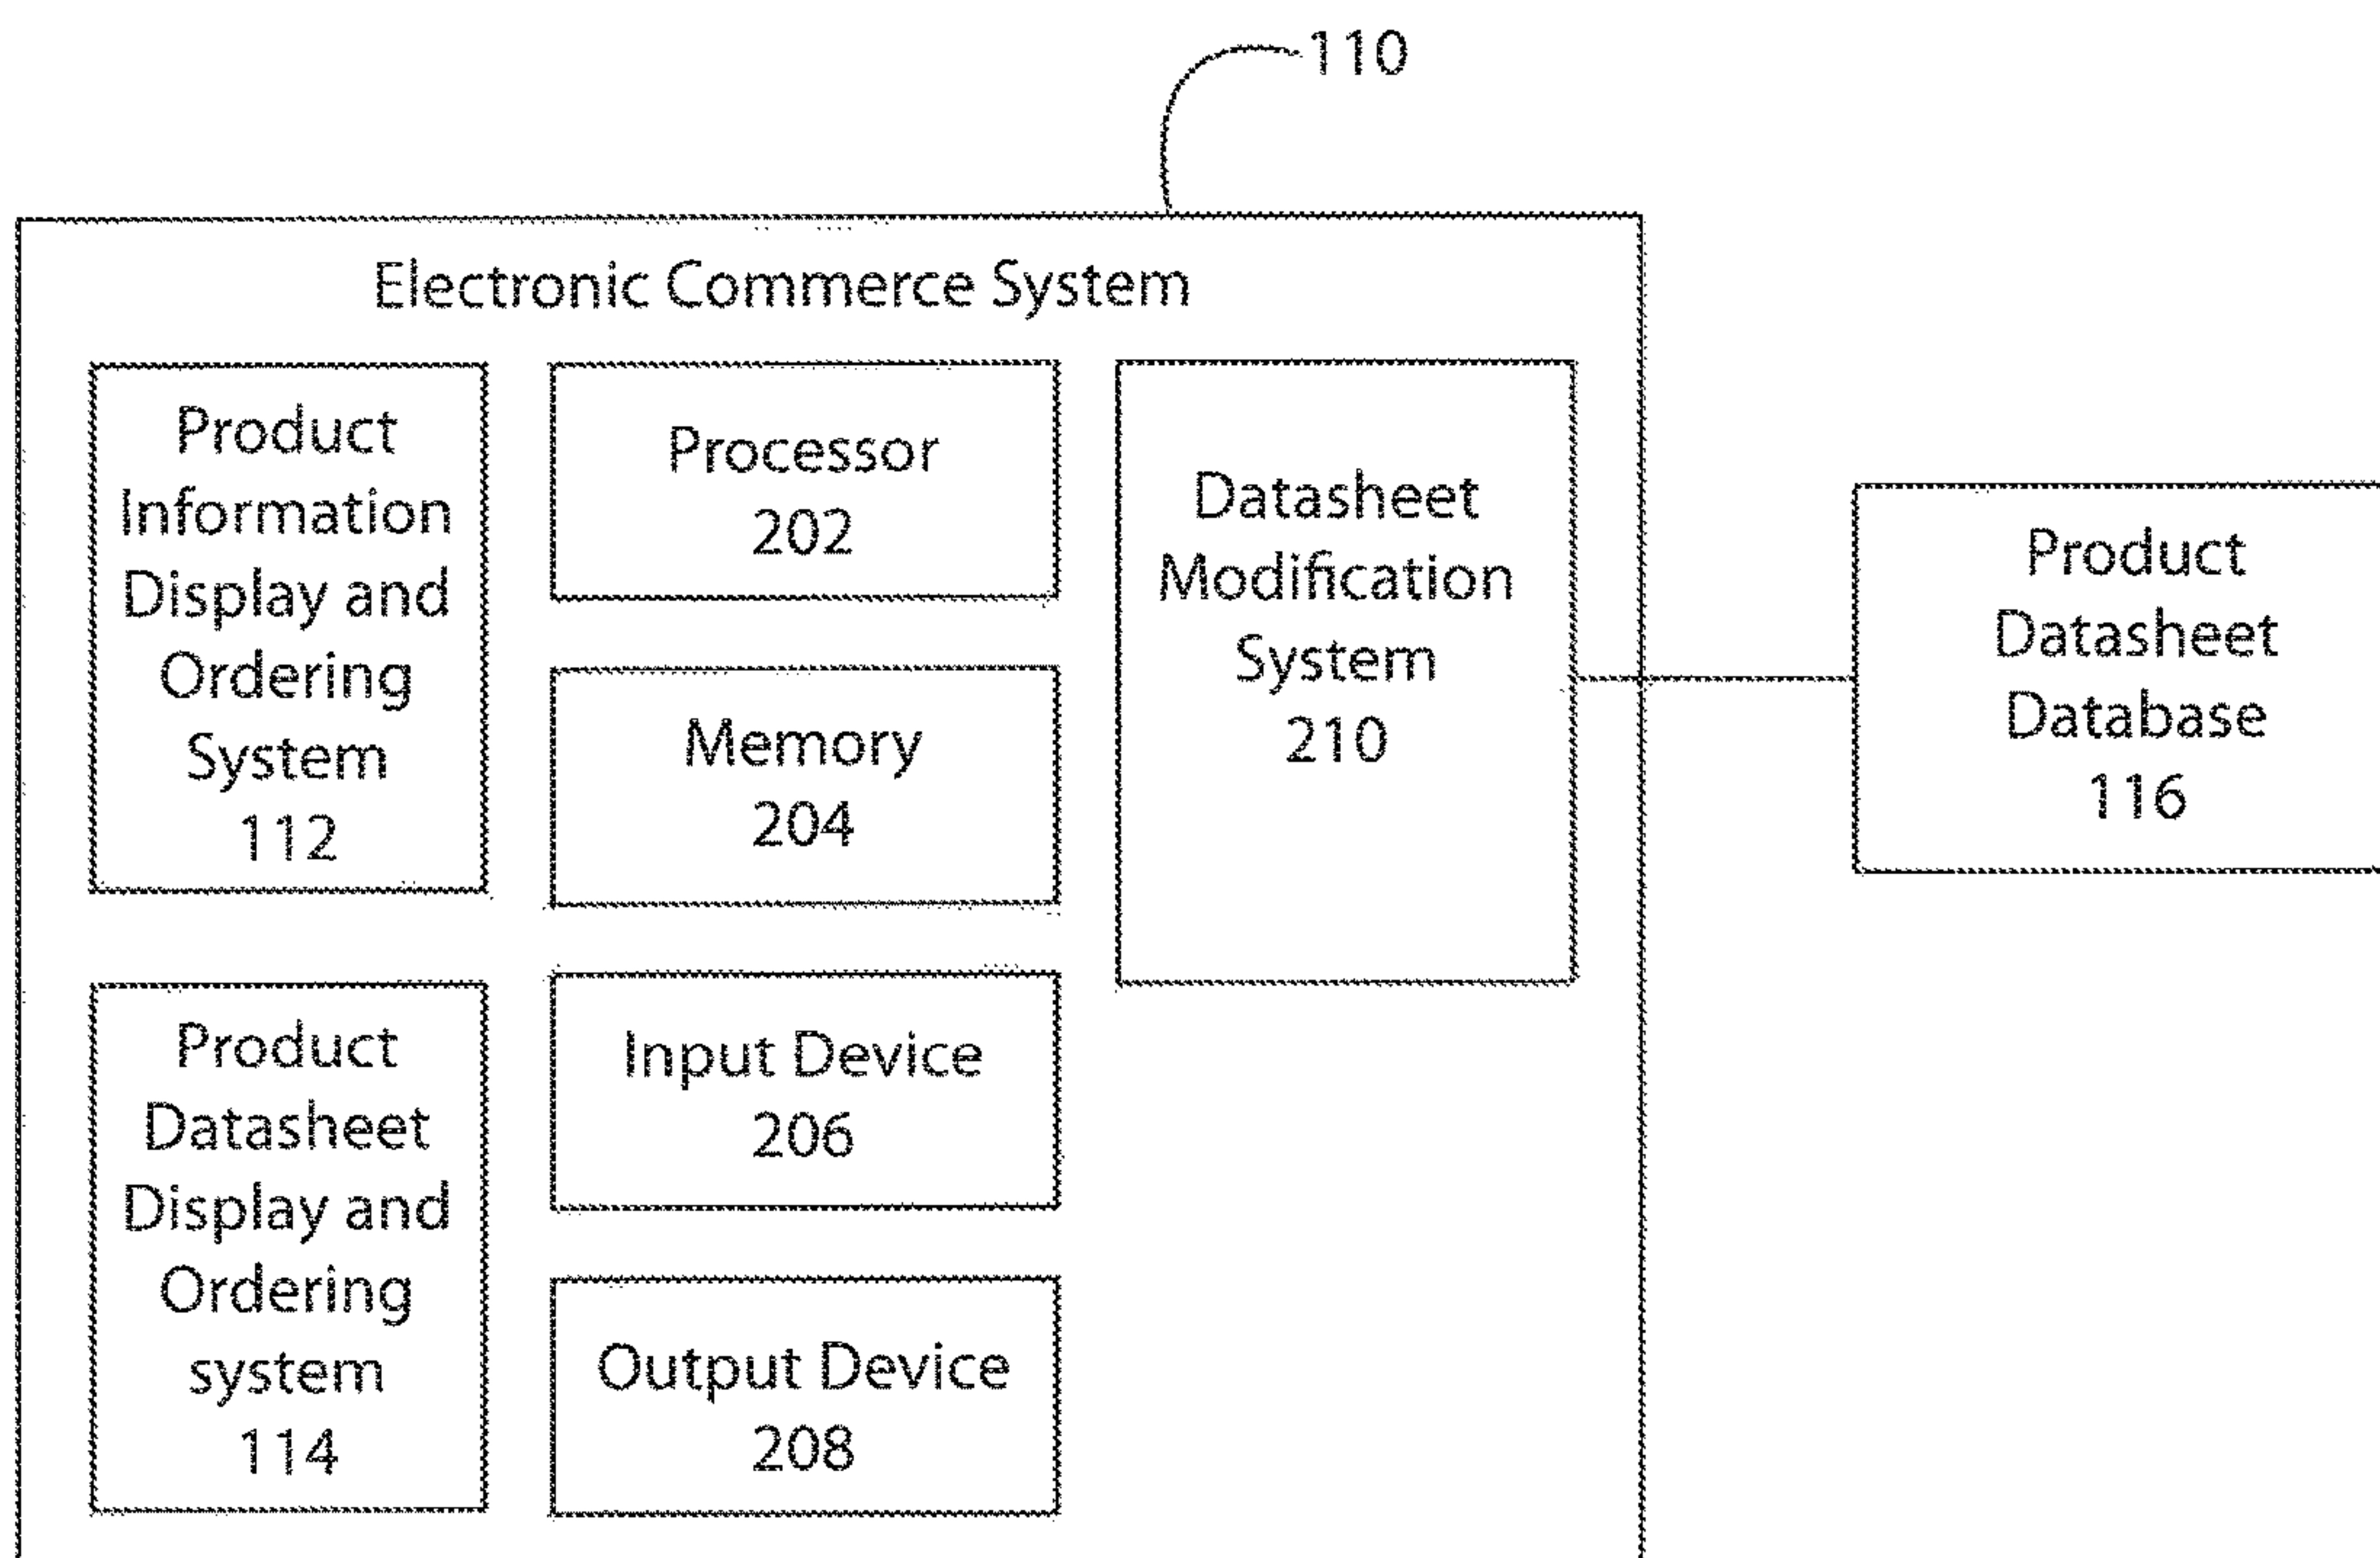 110
Electronic Commerce System
Product
Information
Display and
Ordering
System
112
Product
Datasheet
Display and
Ordering
system
114
Processor
202
Memory
204
Input Device
206
Output Device
208
Datasheet
Modification
System
210
Product
Datasheet
Database
116